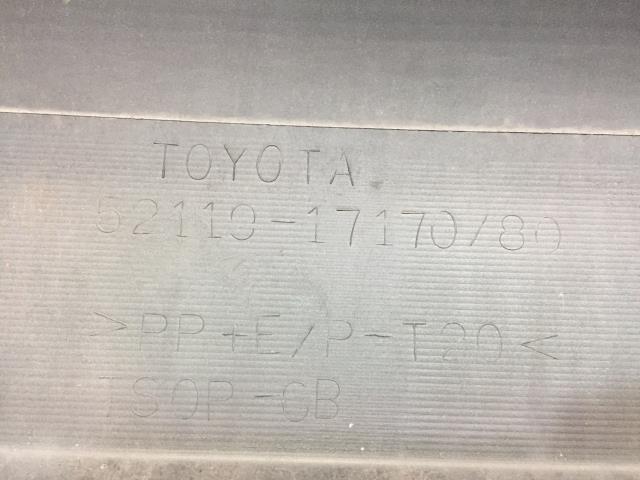 TOYOTA
52119-17170/80
>PP+E/P-T20<
TSOP-CB